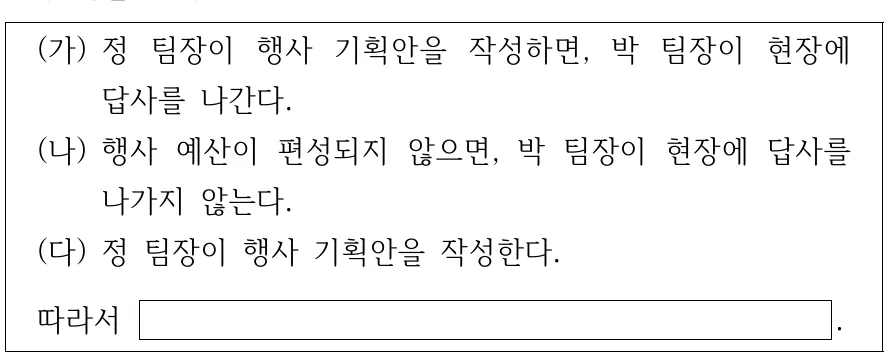 (가) 정 팀장이 행사 기획안을 작성하면, 박 팀장이 현장에
답사를 나간다.
(나) 행사 예산이 편성되지 않으면, 박 팀장이 현장에 답사를
나가지 않는다.
(다) 정 팀장이 행사 기획안을 작성한다.
따라서 .